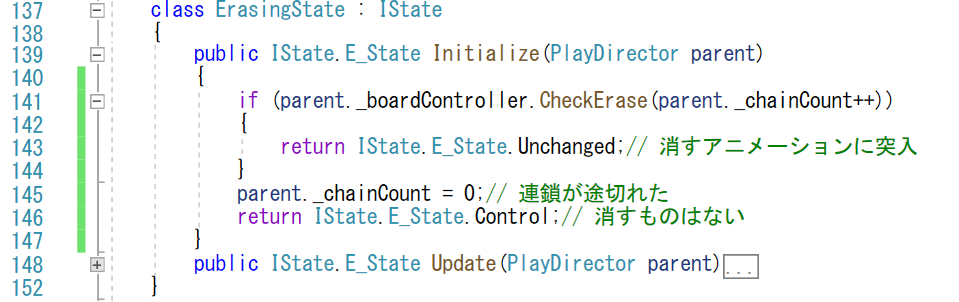 137 class ErasingState : IState
138 {
139 public IState.E_State Initialize(PlayDirector parent)
140 {
141 if (parent._boardController.CheckErase(parent._chainCount++))
142 {
143 return IState.E_State.Unchanged;// 消すアニメーションに突入
144 }
145 parent._chainCount = 0;// 連鎖が途切れた
146 return IState.E_State.Control;// 消すものはない
147 }
148 public IState.E_State Update(PlayDirector parent)...
152 }